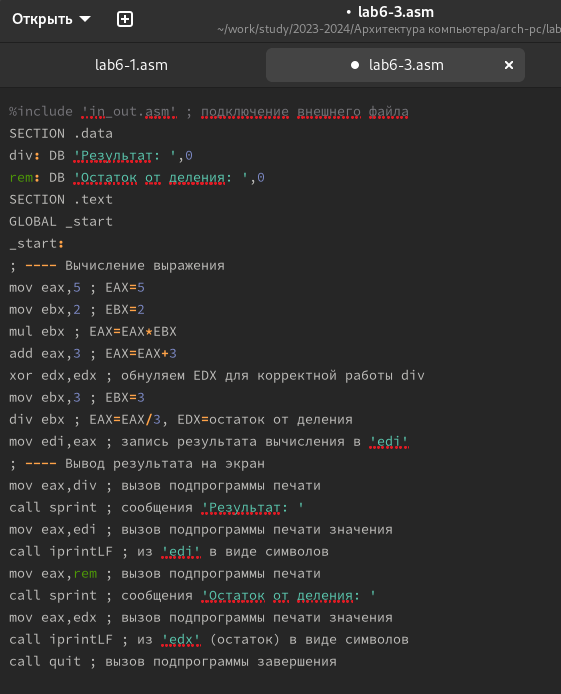 Открыть
• lab6-3.asm
~/work/study/2023-2024/Архитектура компьютера/arch-pc/lab
lab6-1.asm
● lab6-3.asm ×
%include 'in_out.asm' ; подключение внешнего файла
SECTION .data
div: DB 'Результат: ',0
rem: DB 'Остаток от деления: ',0
SECTION .text
GLOBAL _start
_start:
; ---- Вычисление выражения
mov eax,5 ; EAX=5
mov ebx,2 ; EBX=2
mul ebx ; EAX=EAX*EBX
add eax,3 ; EAX=EAX+3
xor edx,edx ; обнуляем EDX для корректной работы div
mov ebx,3 ; EBX=3
div ebx ; EAX=EAX/3, EDX=остаток от деления
mov edi,eax ; запись результата вычисления в 'edi'
; ---- Вывод результата на экран
mov eax,div ; вызов подпрограммы печати
call sprint ; сообщения 'Результат: '
mov eax,edi ; вызов подпрограммы печати значения
call iprintLF ; из 'edi' в виде символов
mov eax,rem ; вызов подпрограммы печати
call sprint ; сообщения 'Остаток от деления: '
mov eax,edx ; вызов подпрограммы печати значения
call iprintLF ; из 'edx' (остаток) в виде символов
call quit ; вызов подпрограммы завершения